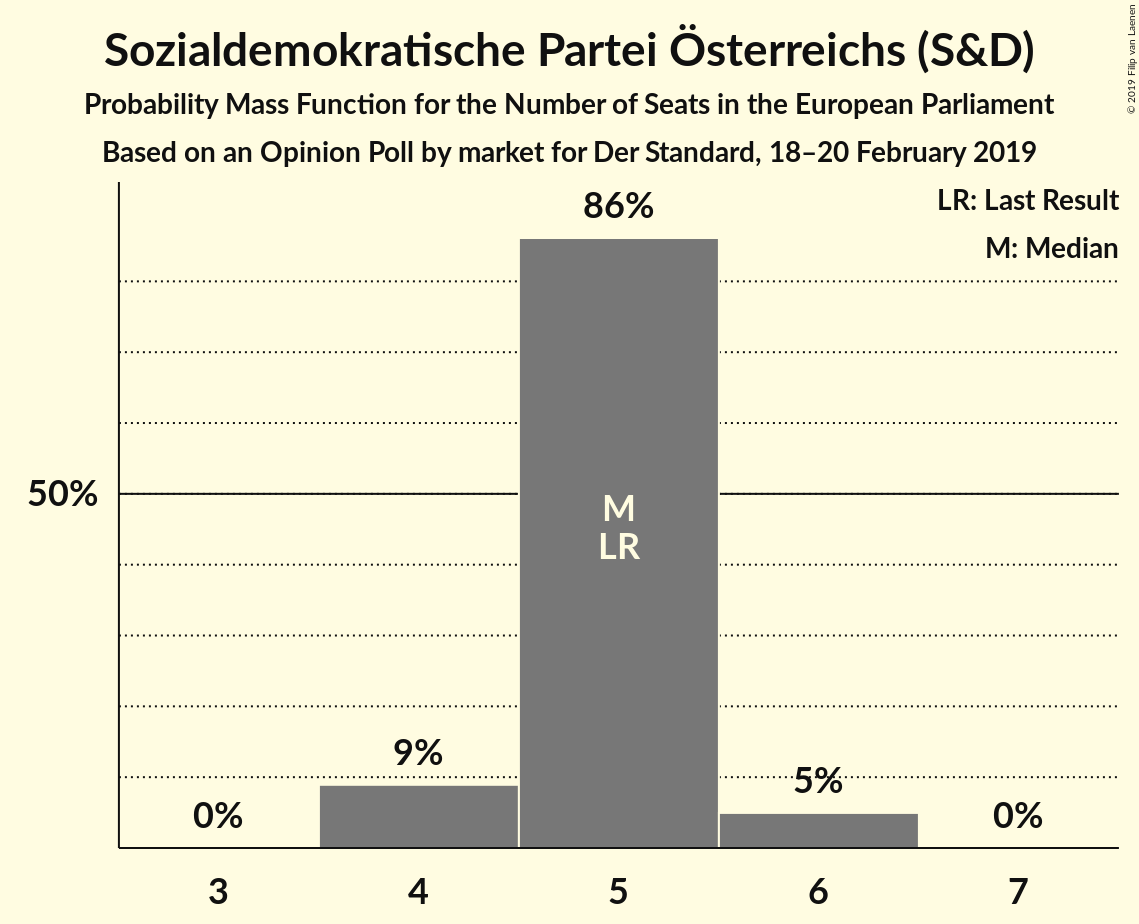 Sozialdemokratische Partei Österreichs (S&D)
Probability Mass Function for the Number of Seats in the European Parliament
Based on an Opinion Poll by market for Der Standard, 18–20 February 2019
© 2019 Filip van Laenen
LR: Last Result
M: Median
86%
50%
M
LR
9%
5%
0%
0%
3 4 5 6 7